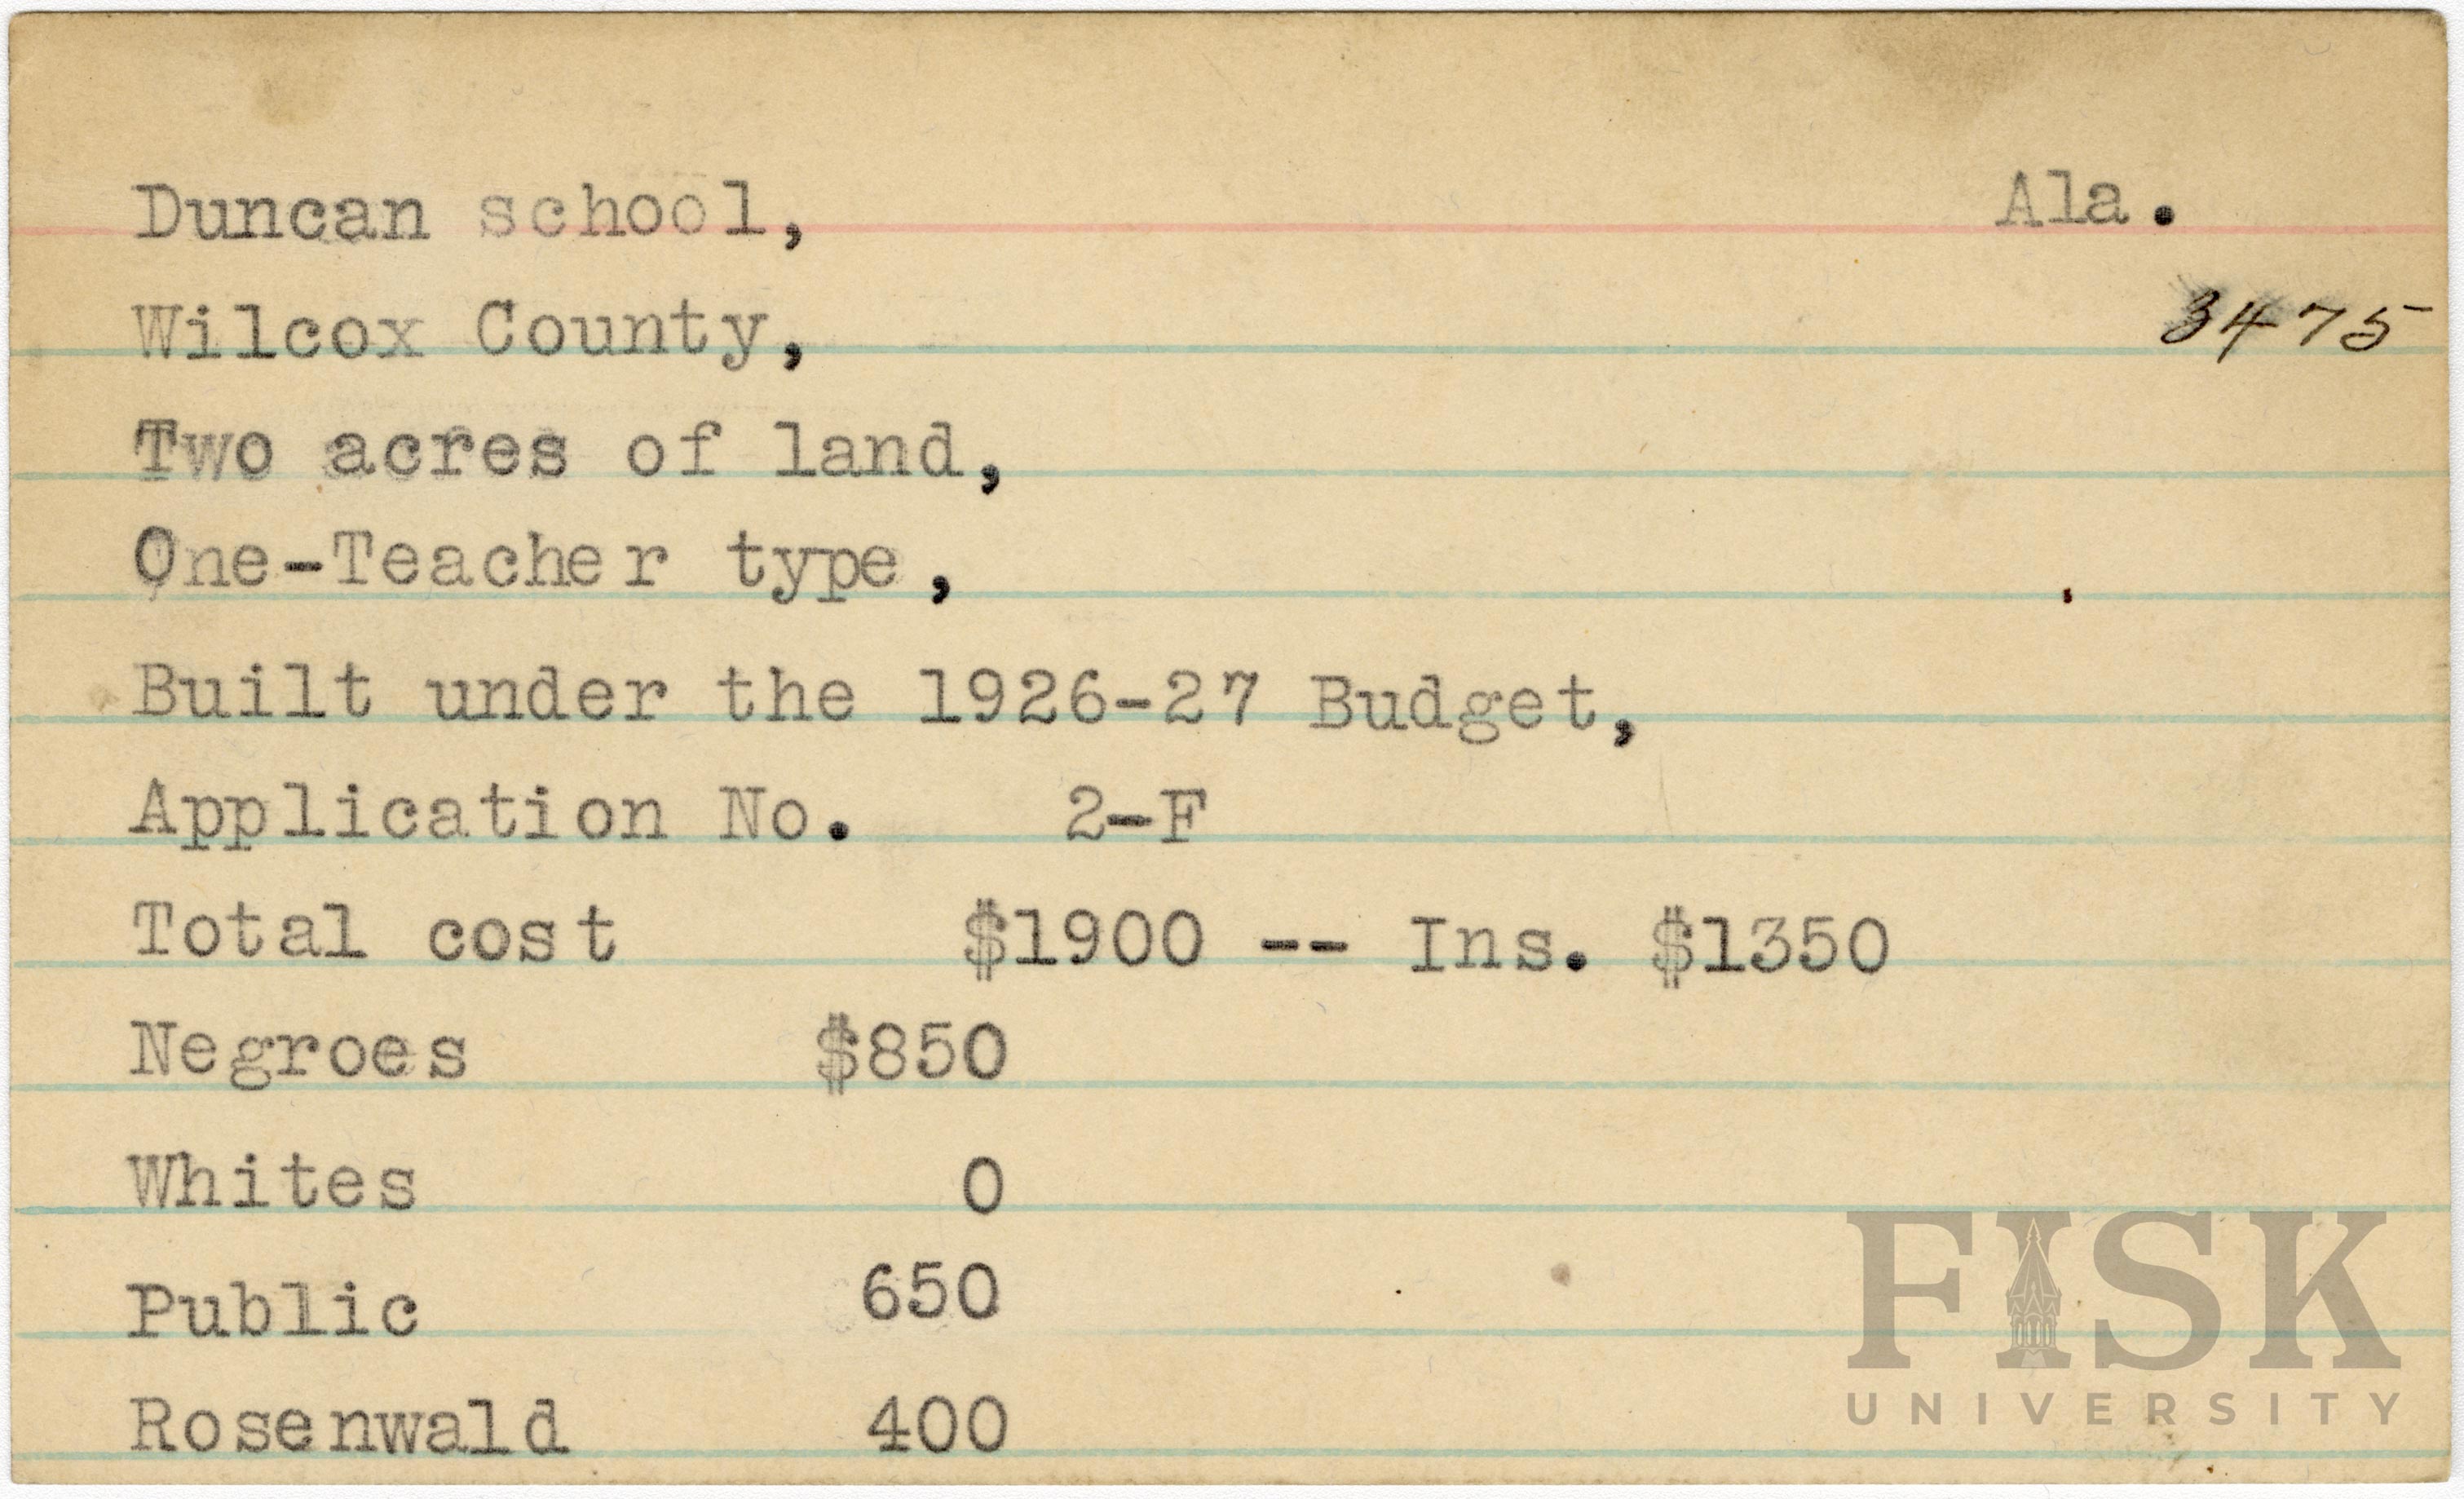 Duncan school, Ala.
Wilcox County, 3475
Two acres of land,
One-Teacher type,
Built under the 1926-27 Budget,
Application No. 2-F
Total cost $1900 -- Ins. $1350
Negroes $850
Whites 0
Public 650
Rosenwald 400
FISK
UNIVERSITY